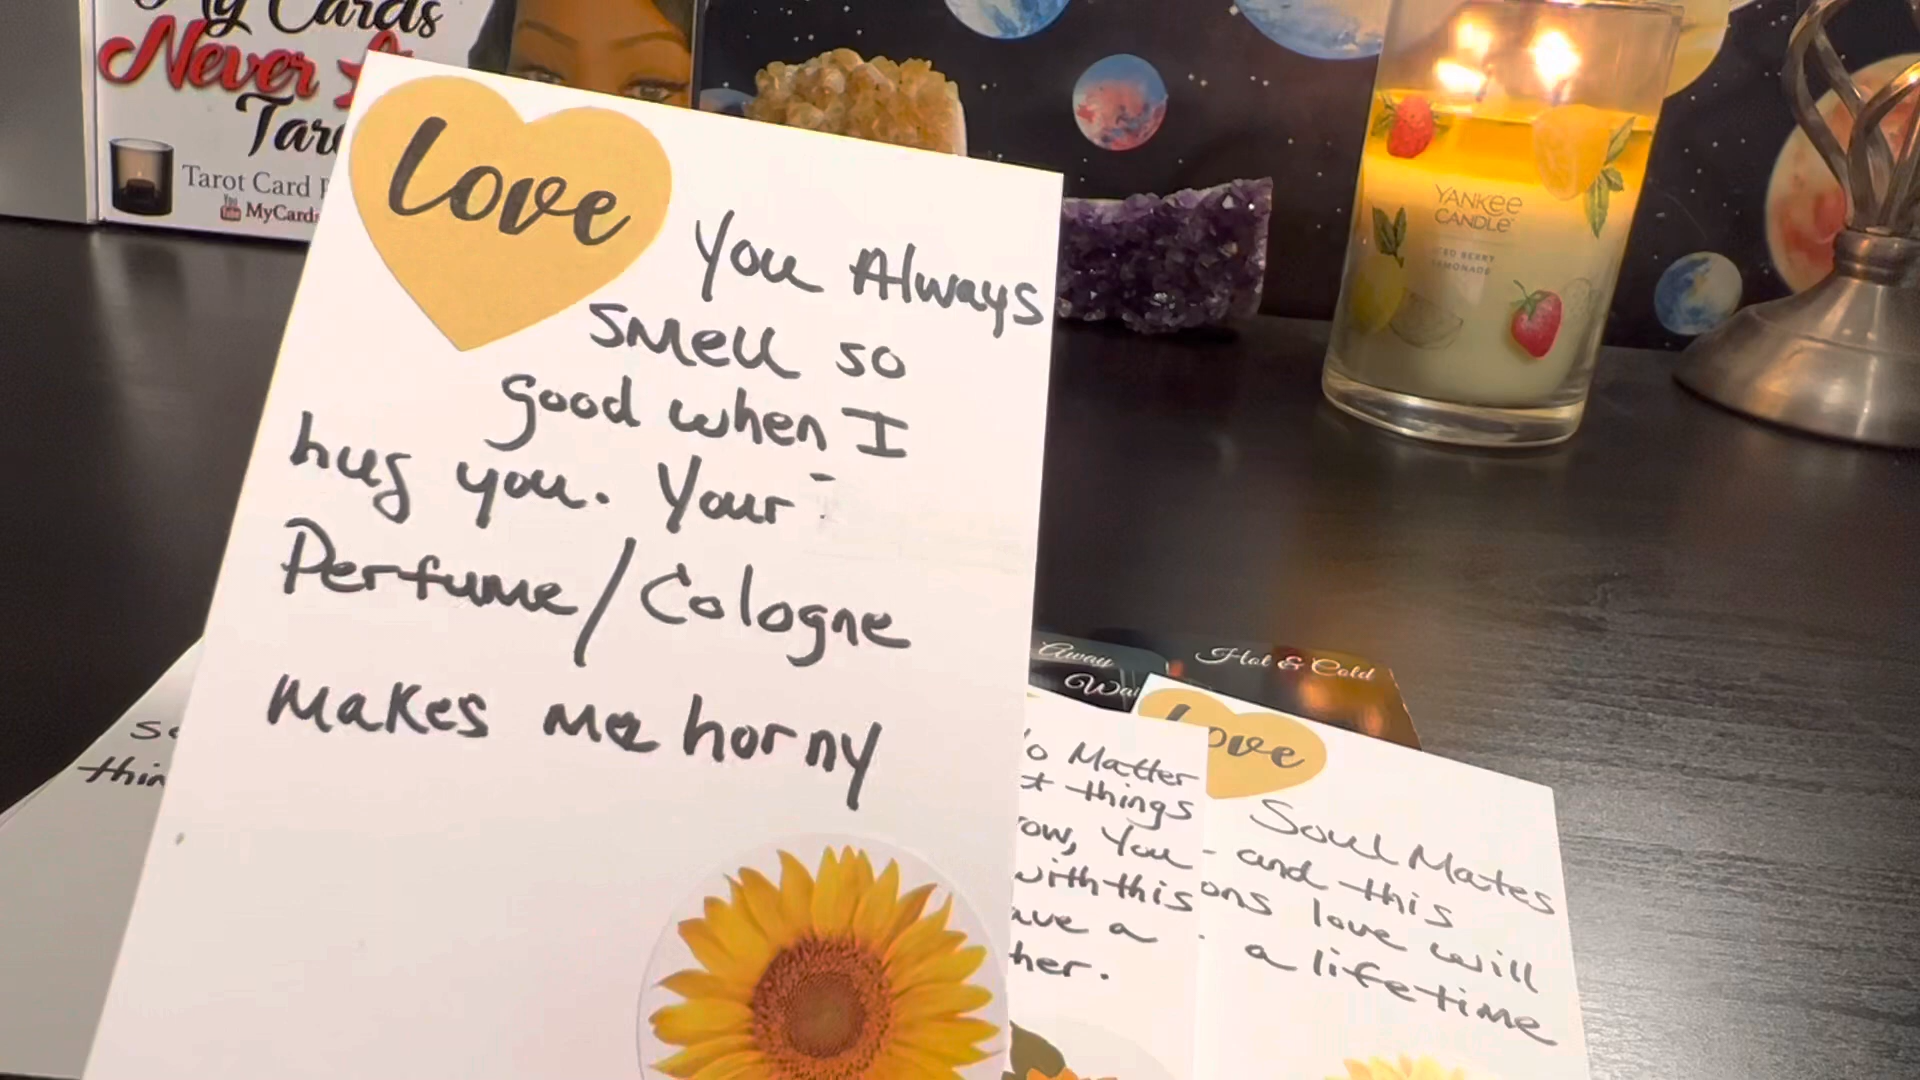 My Cards
Never
Tarot Card
MyCards
Love
You Always
smell so
good when I
hug you. Your
Perfume/Cologne
Makes me horny
YANKEE
CANDLE
BERRY
LEMONADE
Away
Hot & Cold
Love
Matter
things
You
with this
a
Soul Mates
and this
love will
a lifetime